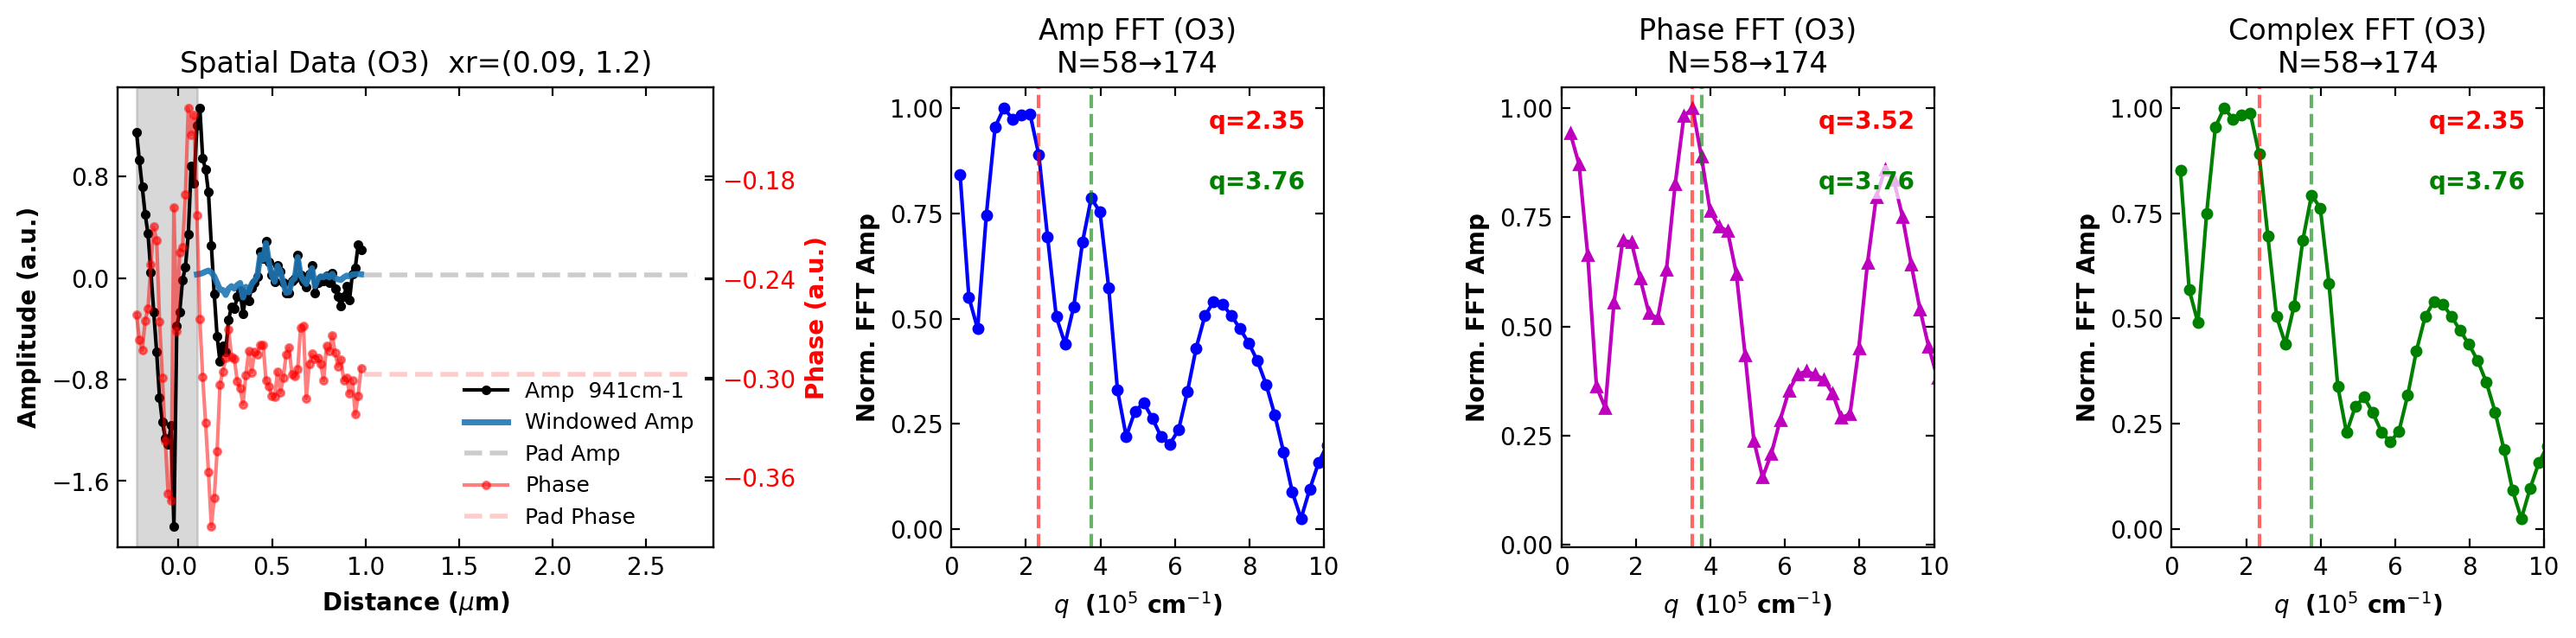 Spatial Data (O3)  xr=(0.09, 1.2)
Amplitude (a.u.)
0.8
0.0
−0.8
−1.6
0.0 0.5 1.0 1.5 2.0 2.5
Distance (μm)
−0.18
−0.24
−0.30
−0.36
Phase (a.u.)
Amp  941cm-1
Windowed Amp
Pad Amp
Phase
Pad Phase
Amp FFT (O3)
N=58→174
Norm. FFT Amp
1.00
0.75
0.50
0.25
0.00
0 2 4 6 8 10
q (10⁵ cm⁻¹)
q=2.35
q=3.76
Phase FFT (O3)
N=58→174
Norm. FFT Amp
1.00
0.75
0.50
0.25
0.00
0 2 4 6 8 10
q (10⁵ cm⁻¹)
q=3.52
q=3.76
Complex FFT (O3)
N=58→174
Norm. FFT Amp
1.00
0.75
0.50
0.25
0.00
0 2 4 6 8 10
q (10⁵ cm⁻¹)
q=2.35
q=3.76